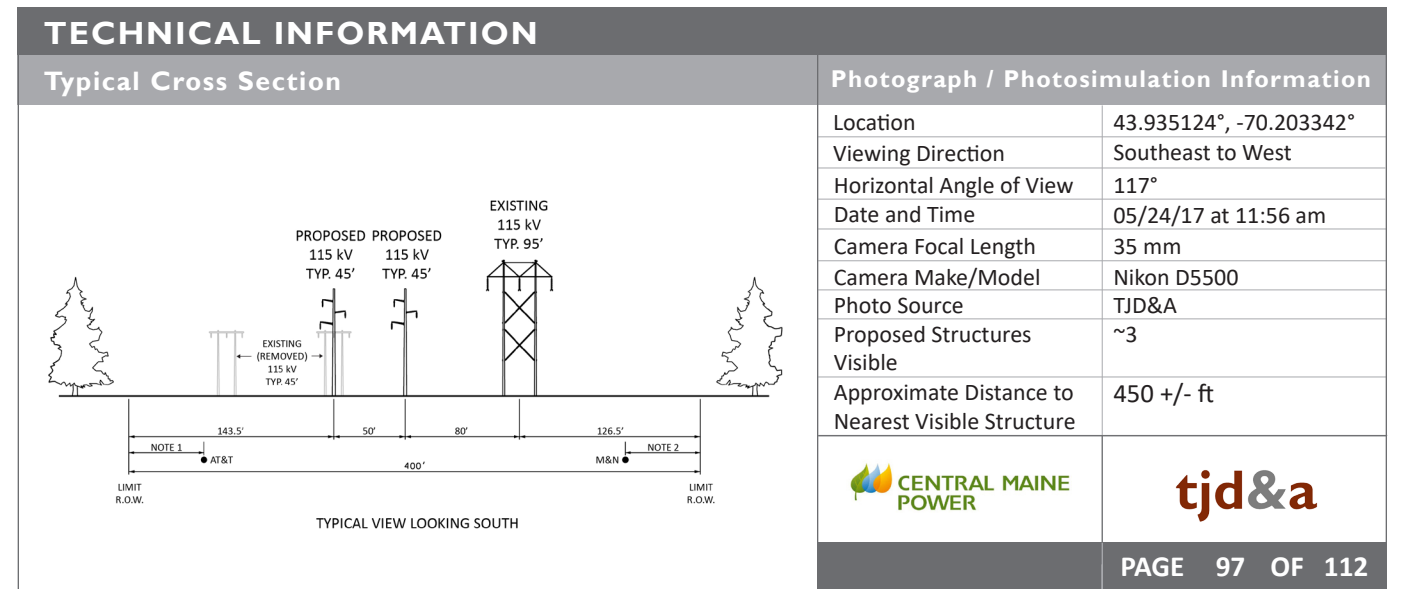 TECHNICAL INFORMATION
Typical Cross Section
EXISTING
115 kV
TYP. 95’
PROPOSED PROPOSED
115 kV 115 kV
TYP. 45’ TYP. 45’
EXISTING
(REMOVED)
115 kV
TYP. 45’
143.5’ 50’ 80’ 126.5’
NOTE 1 NOTE 2
AT&T M&N
400’
LIMIT LIMIT
R.O.W. R.O.W.
TYPICAL VIEW LOOKING SOUTH
Photograph / Photosimulation Information
Location 43.935124°, -70.203342°
Viewing Direction Southeast to West
Horizontal Angle of View 117°
Date and Time 05/24/17 at 11:56 am
Camera Focal Length 35 mm
Camera Make/Model Nikon D5500
Photo Source TJD&A
Proposed Structures ~3
Visible
Approximate Distance to 450 +/- ft
Nearest Visible Structure
CENTRAL MAINE
POWER
tjd&a
PAGE 97 OF 112